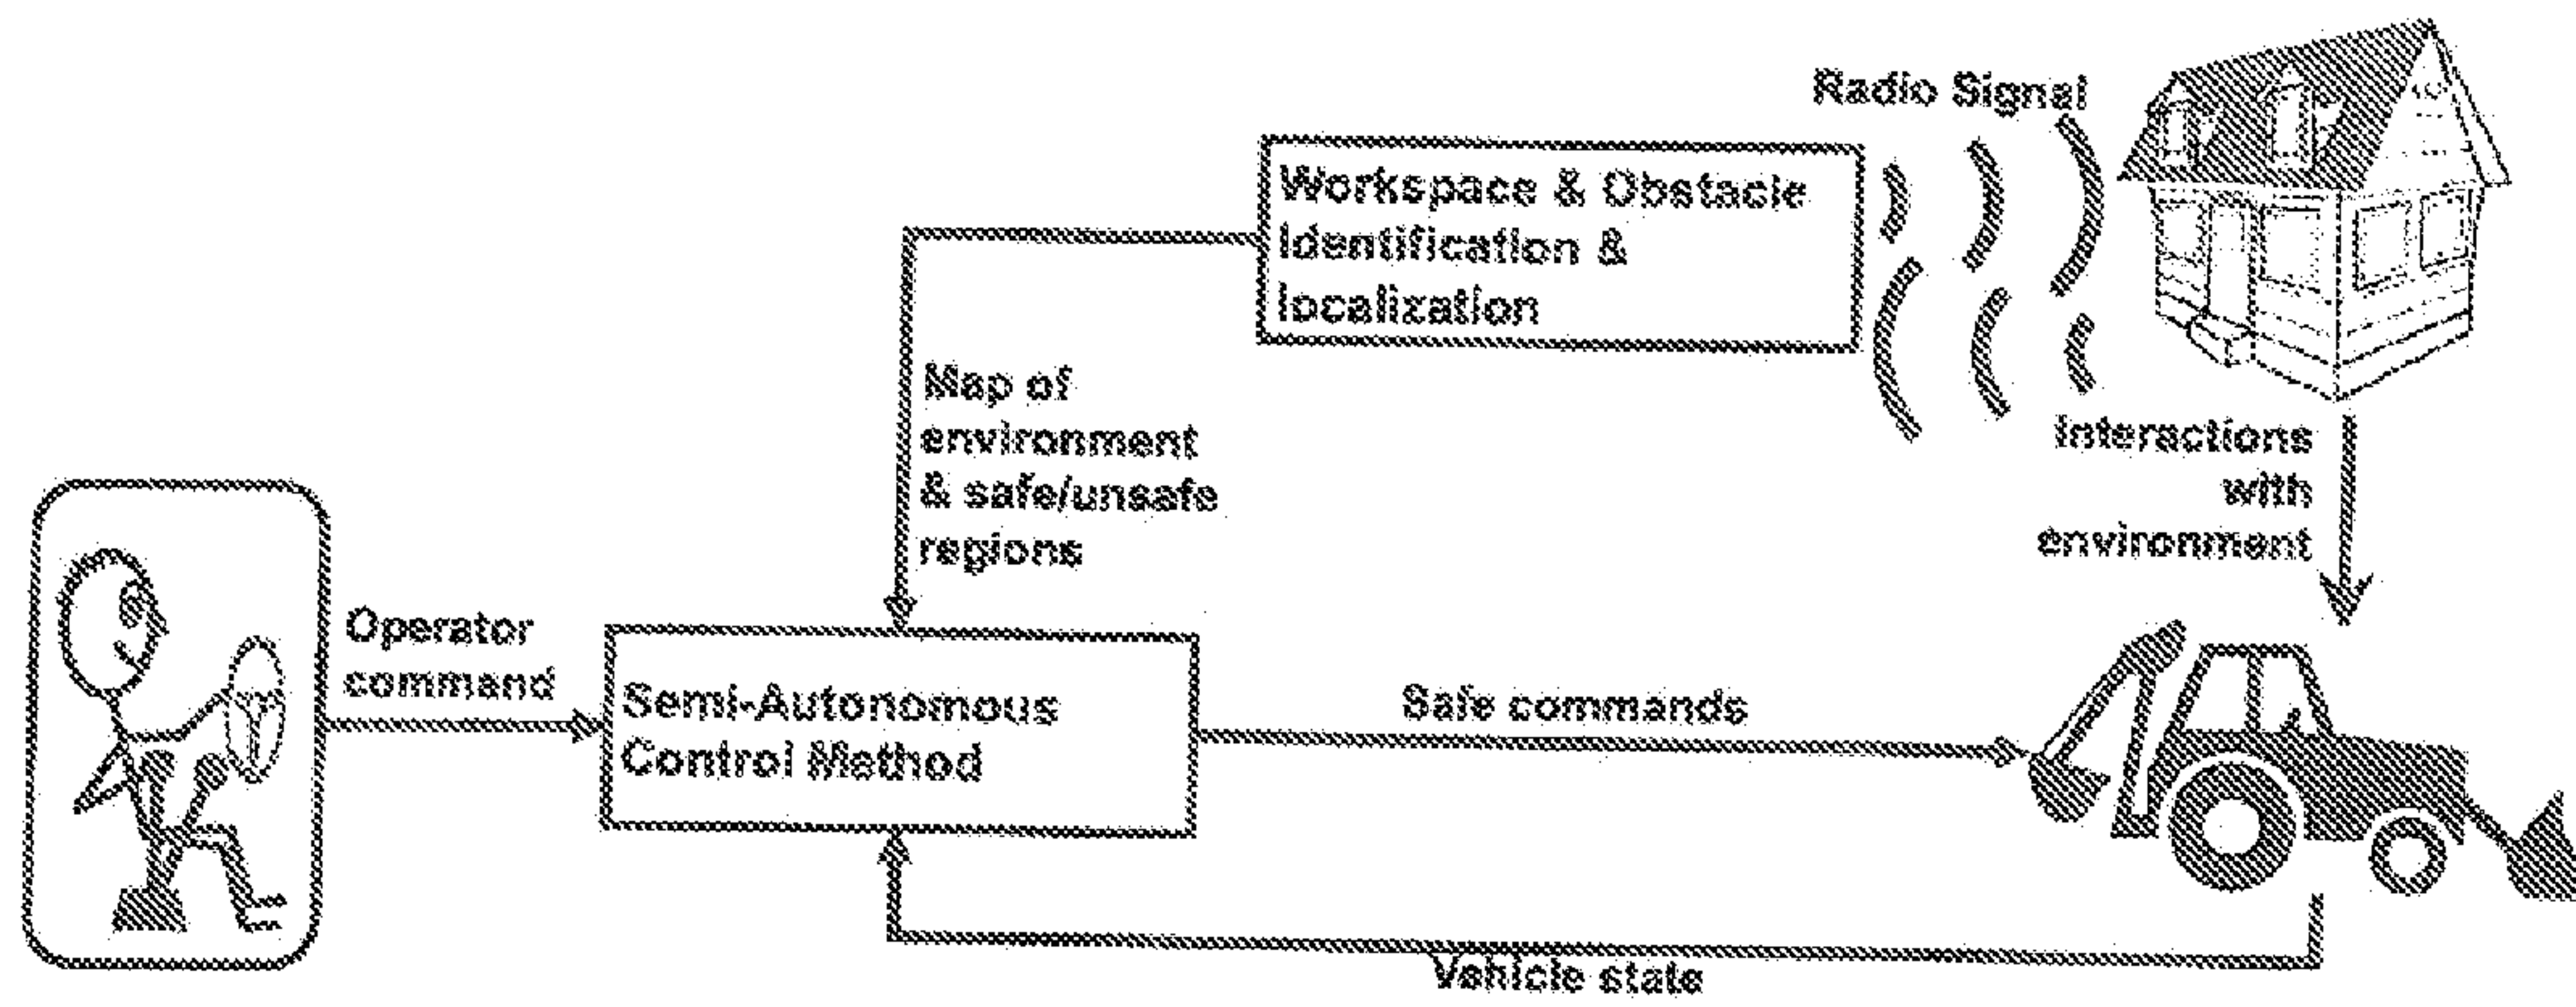 Radio Signal
Workspace & Obstacle
Identification &
localization
Map of
environment
& safe/unsafe
regions
Interactions
with
environment
Operator
command
Semi-Autonomous
Control Method
Safe commands
Vehicle state